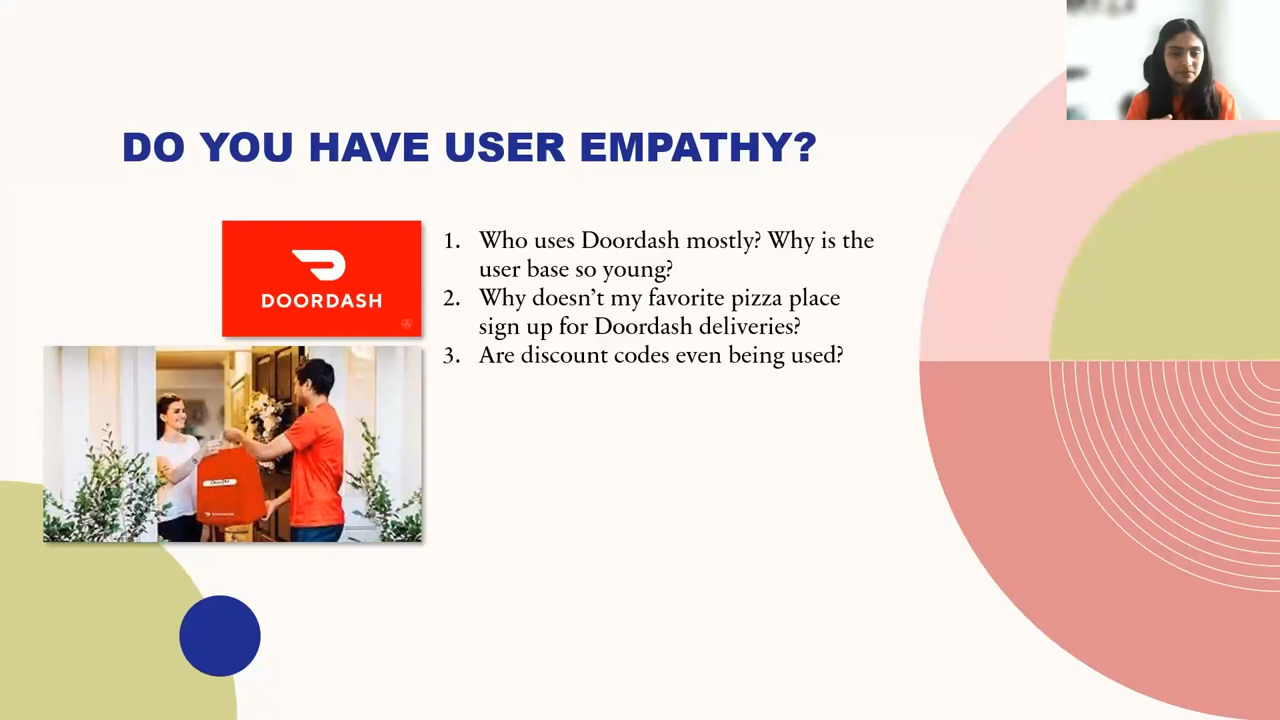 DO YOU HAVE USER EMPATHY?
DOORDASH
1. Who uses Doordash mostly? Why is the
user base so young?
2. Why doesn't my favorite pizza place
sign up for Doordash deliveries?
3. Are discount codes even being used?